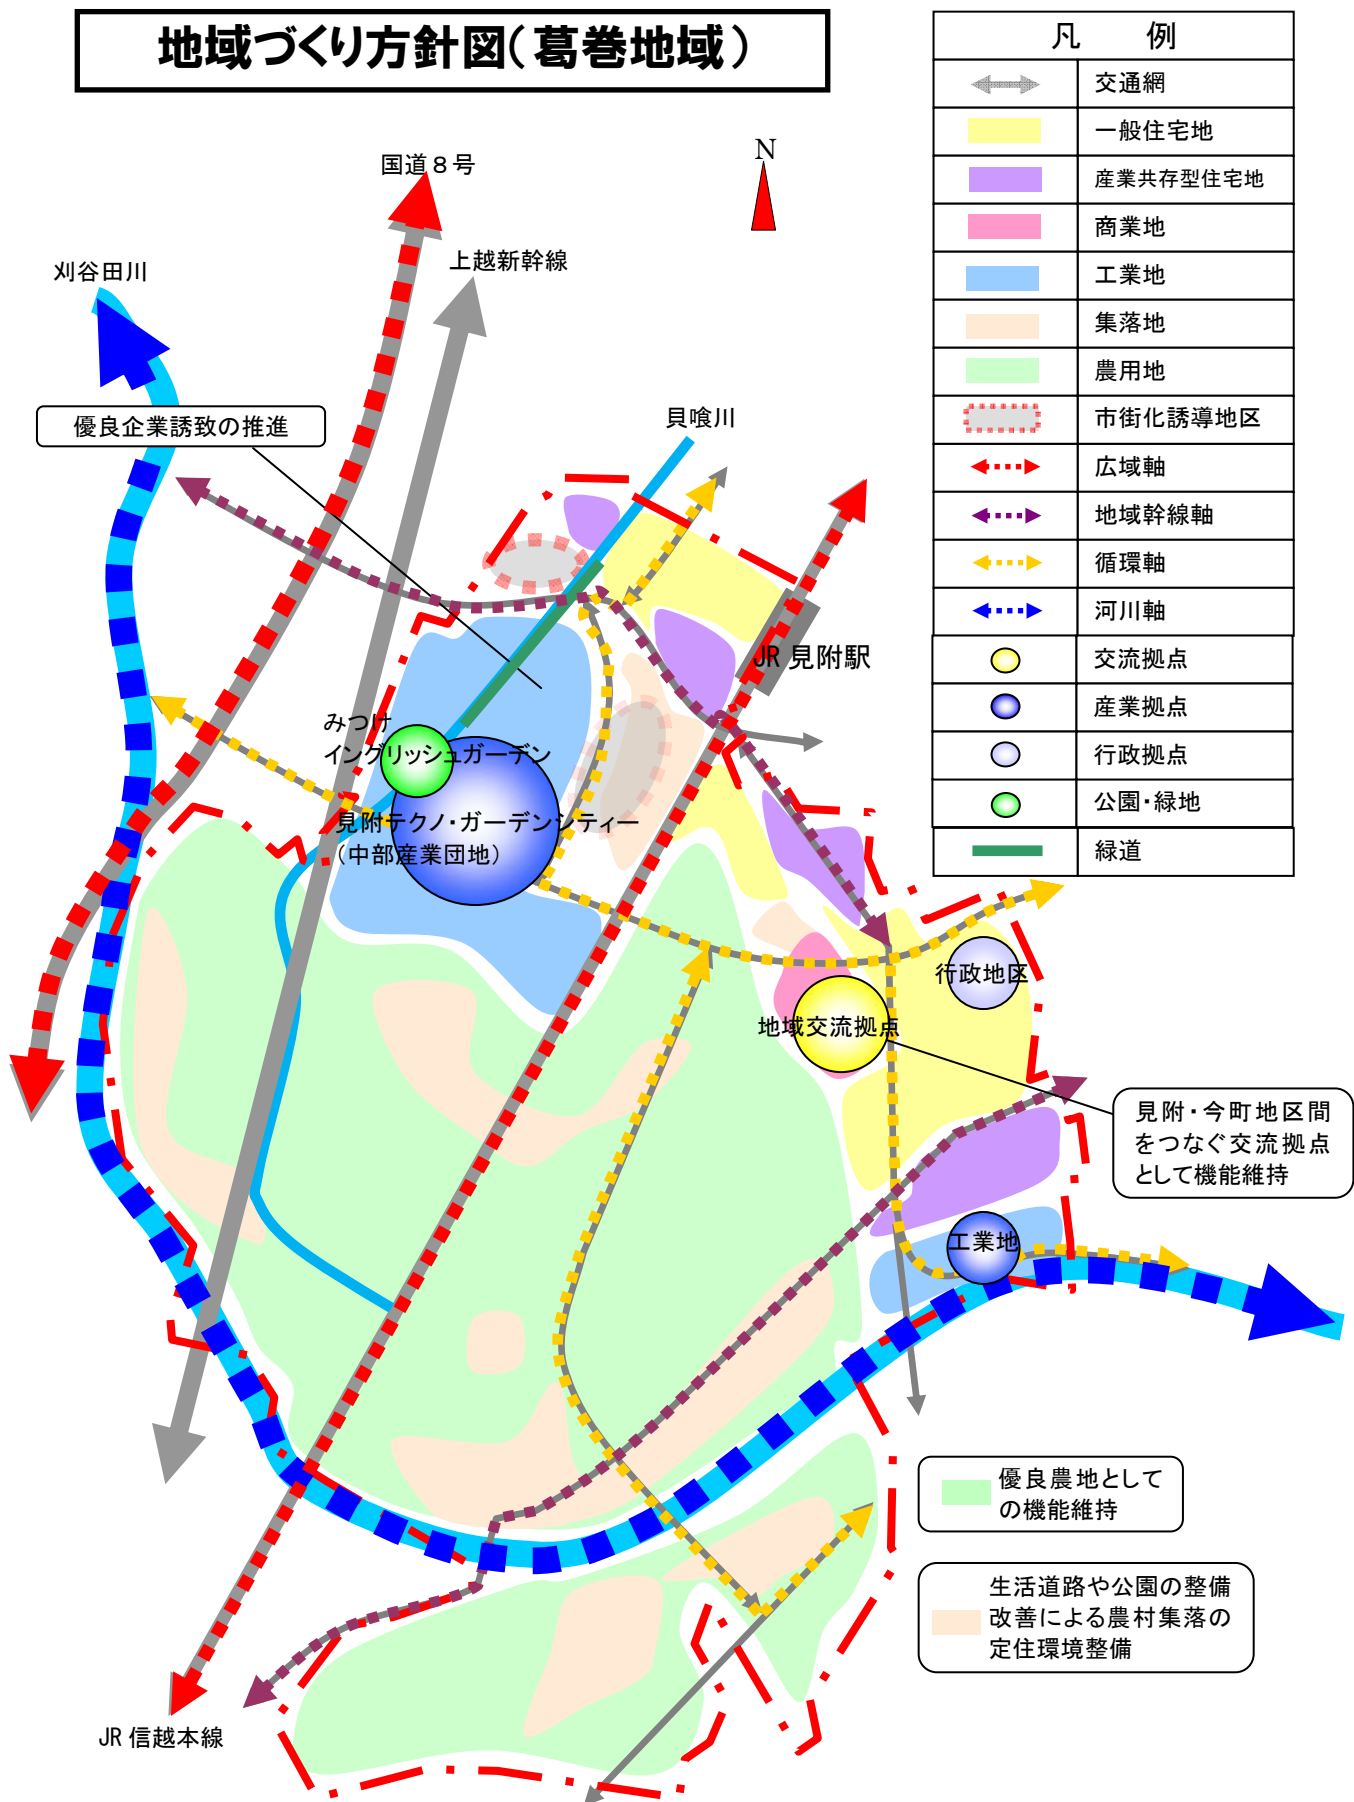 地域づくり方針図(葛巻地域)
凡 例
交通網
一般住宅地
産業共存型住宅地
商業地
工業地
集落地
農用地
市街化誘導地区
広域軸
地域幹線軸
循環軸
河川軸
交流拠点
産業拠点
行政拠点
公園・緑地
緑道
N
国道8号
上越新幹線
刈谷田川
優良企業誘致の推進
貝喰川
JR 見附駅
みつけ
イングリッシュガーデン
見附テクノ・ガーデンシティー
(中部産業団地)
行政地区
地域交流拠点
見附・今町地区間
をつなぐ交流拠点
として機能維持
工業地
優良農地として
の機能維持
生活道路や公園の整備
改善による農村集落の
定住環境整備
JR 信越本線